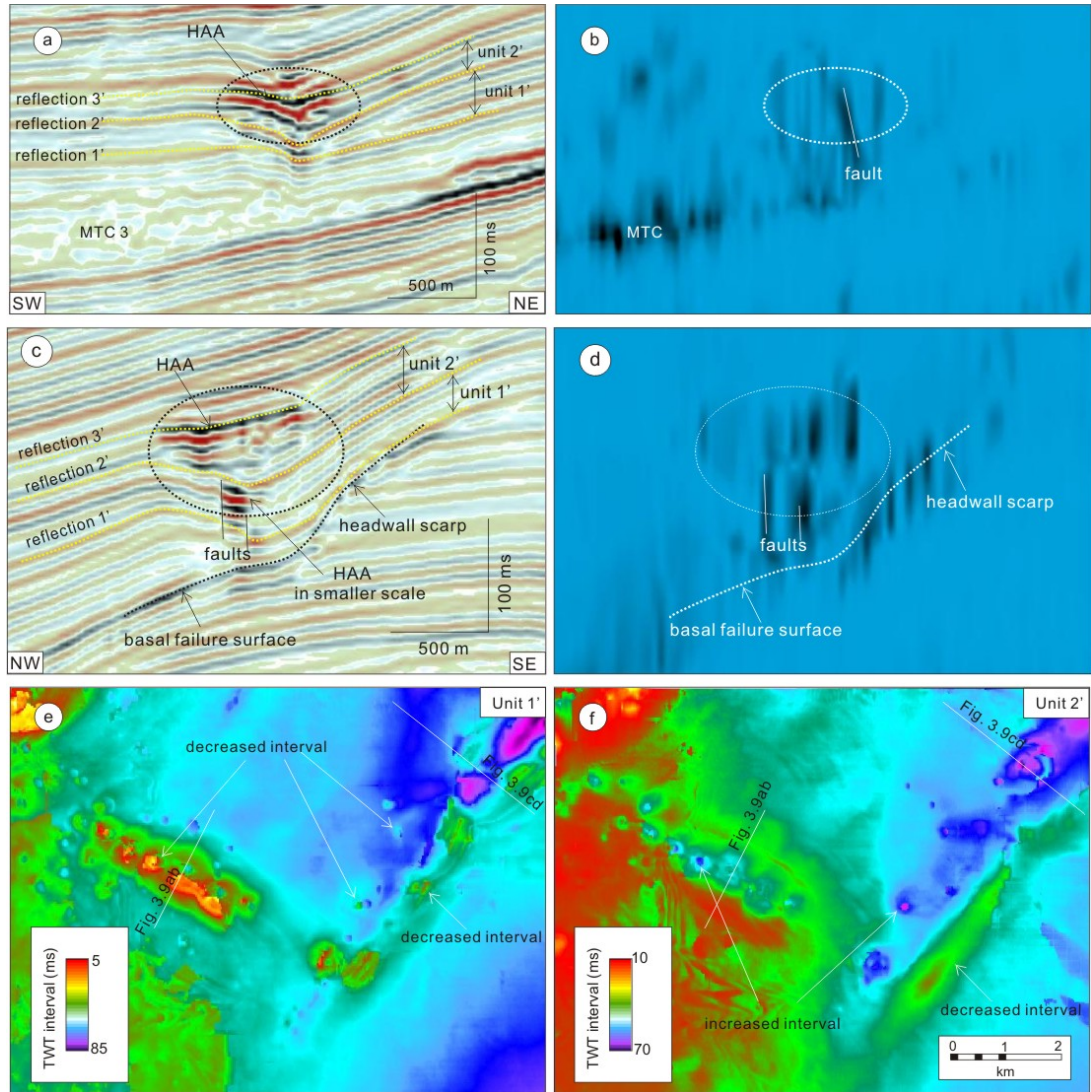 a
HAA
unit 2'
unit 1'
reflection 3'
reflection 2'
reflection 1'
MTC 3
100 ms
500 m
SW
NE
b
fault
MTC
c
HAA
unit 2'
unit 1'
reflection 3'
reflection 2'
reflection 1'
headwall scarp
faults
HAA
in smaller scale
basal failure surface
100 ms
500 m
NW
SE
d
headwall scarp
faults
basal failure surface
e
Unit 1'
decreased interval
Fig. 3.9cd
Fig. 3.9ab
decreased interval
TWT interval (ms)
5
85
f
Unit 2'
Fig. 3.9cd
Fig. 3.9ab
increased interval
decreased interval
TWT interval (ms)
10
70
0 1 2
km